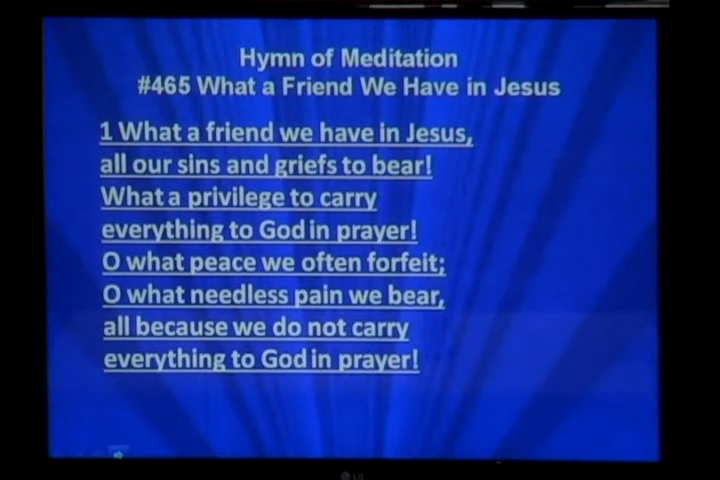 Hymn of Meditation
#465 What a Friend We Have in Jesus
1 What a friend we have in Jesus,
all our sins and griefs to bear!
What a privilege to carry
everything to God in prayer!
O what peace we often forfeit;
O what needless pain we bear,
all because we do not carry
everything to God in prayer!
LG